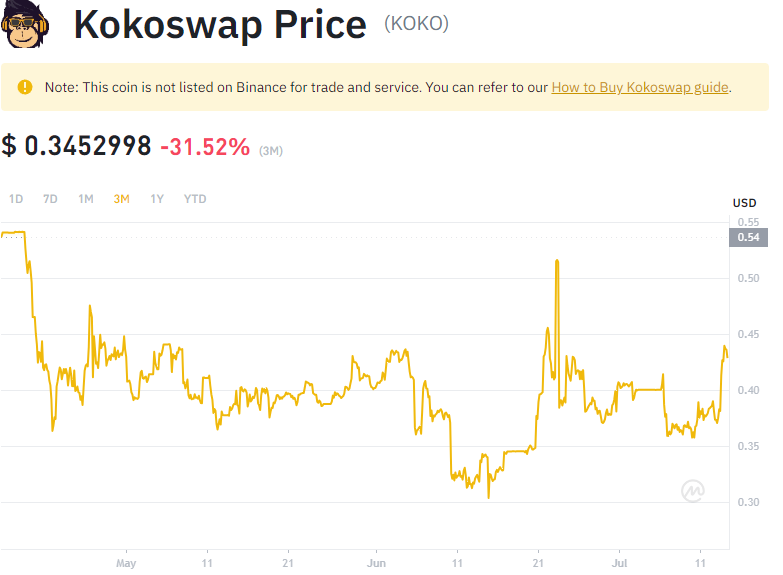 Kokoswap Price (KOKO)
Note: This coin is not listed on Binance for trade and service. You can refer to our How to Buy Kokoswap guide.
$ 0.3452998 -31.52% (3M)
1D 7D 1M 3M 1Y YTD
USD
0.55
0.54
0.50
0.45
0.40
0.35
0.30
May 11 21 Jun 11 21 Jul 11